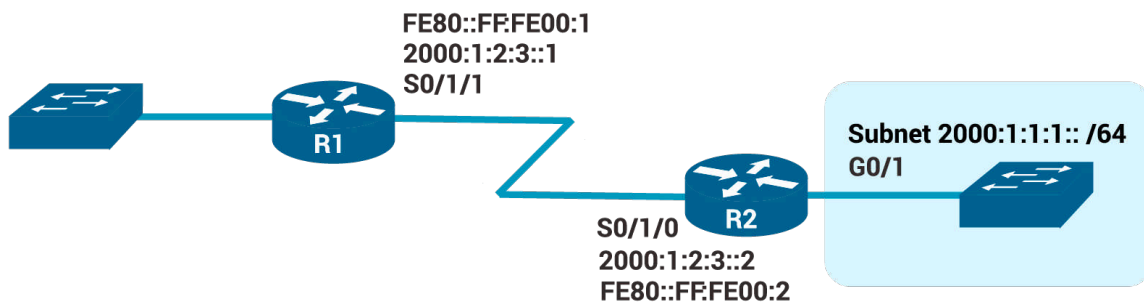 FE80::FF:FE00:1
2000:1:2:3::1
S0/1/1
R1
Subnet 2000:1:1:1:: /64
G0/1
R2
S0/1/0
2000:1:2:3::2
FE80::FF:FE00:2